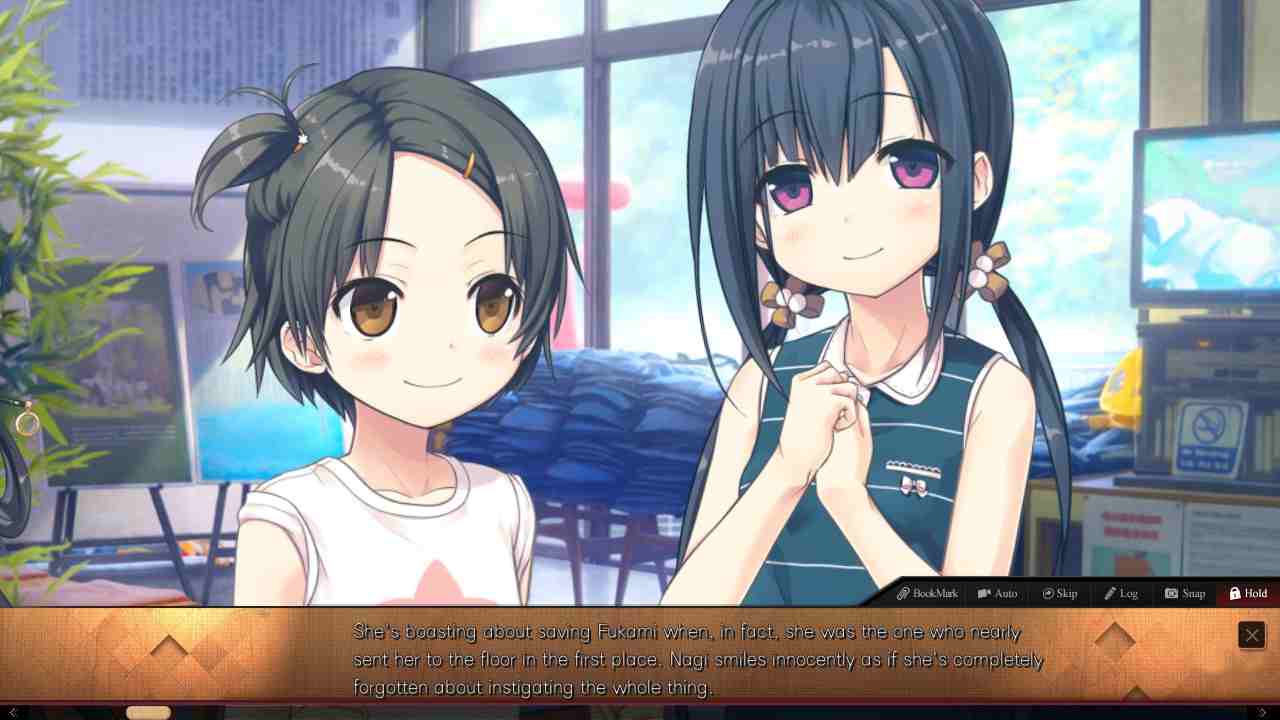 BookMark Auto Skip Log Snap Hold
She's boasting about saving Fukami when, in fact, she was the one who nearly
sent her to the floor in the first place. Nagi smiles innocently as if she's completely
forgotten about instigating the whole thing.